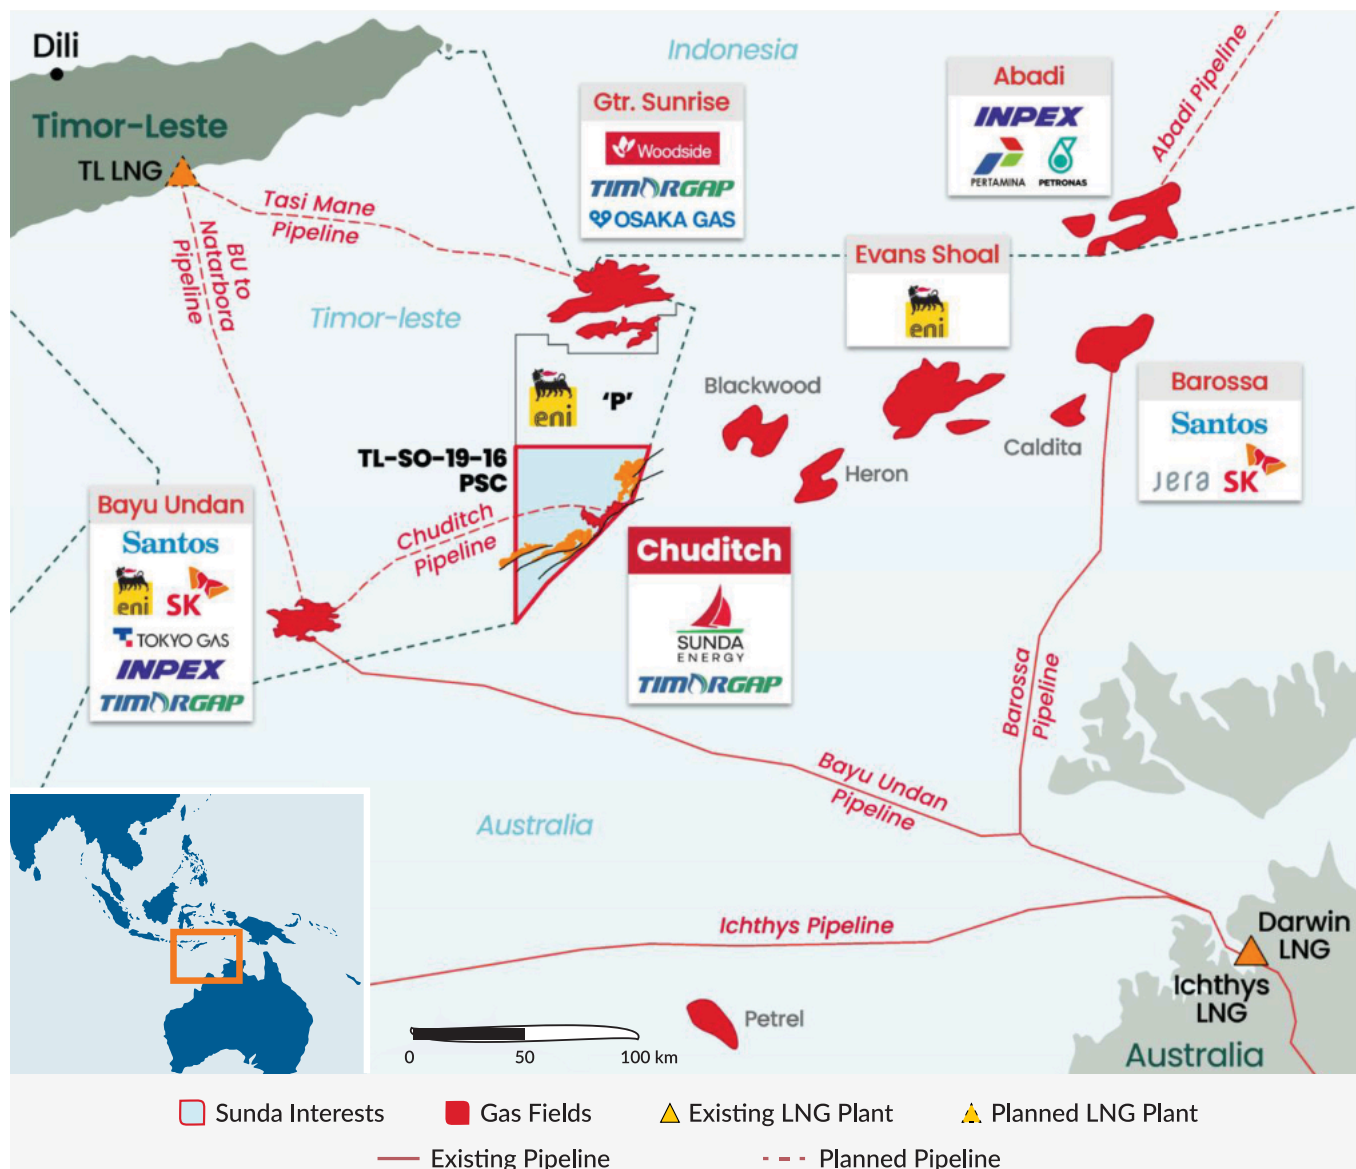 Dili
Timor-Leste
TL LNG
Indonesia
Gtr. Sunrise
Woodside
TIMORGAP
OSAKA GAS
Abadi
INPEX
PERTAMINA
PETRONAS
Abadi Pipeline
Tasi Mane
Pipeline
BU to
Natarbora
Pipeline
Timor-leste
Evans Shoal
eni
eni
'P'
Blackwood
Heron
Caldita
Barossa
Santos
Jera
SK
TL-SO-19-16
PSC
Bayu Undan
Santos
eni
SK
TOKYO GAS
INPEX
TIMORGAP
Chuditch
Pipeline
Chuditch
SUNDA
ENERGY
TIMORGAP
Barossa
Pipeline
Bayu Undan
Pipeline
Australia
Ichthys Pipeline
Darwin
LNG
Ichthys
LNG
Petrel
Australia
0
50
100 km
Sunda Interests
Gas Fields
Existing LNG Plant
Planned LNG Plant
Existing Pipeline
Planned Pipeline